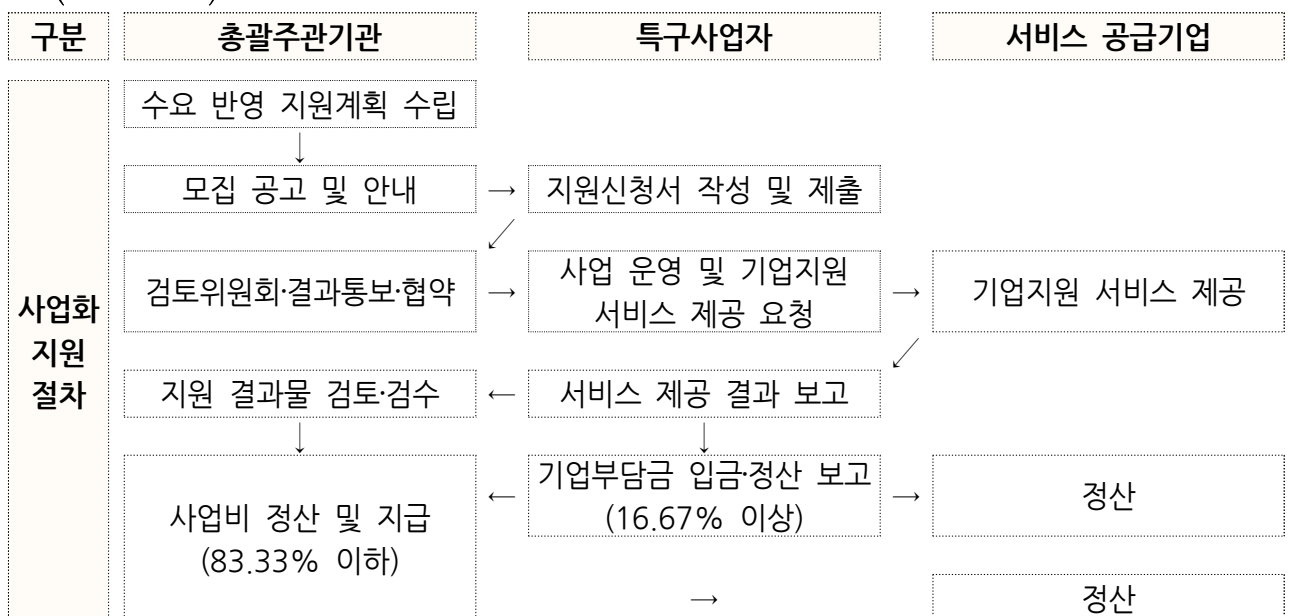 구분 총괄주관기관 특구사업자 서비스 공급기업
수요 반영 지원계획 수립
↓
모집 공고 및 안내 → 지원신청서 작성 및 제출
↙
사업화
지원
절차
검토위원회·결과통보·협약 → 사업 운영 및 기업지원
서비스 제공 요청 → 기업지원 서비스 제공
↙
지원 결과물 검토·검수 ← 서비스 제공 결과 보고
↓ ↓
사업비 정산 및 지급
(83.33% 이하) ← 기업부담금 입금·정산 보고
(16.67% 이상) → 정산
→ 정산